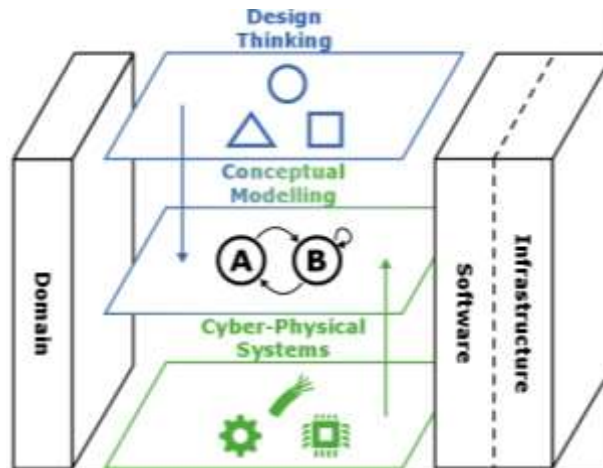 Design
Thinking
Conceptual
Modelling
A
B
Cyber-Physical
Systems
Domain
Software
Infrastructure